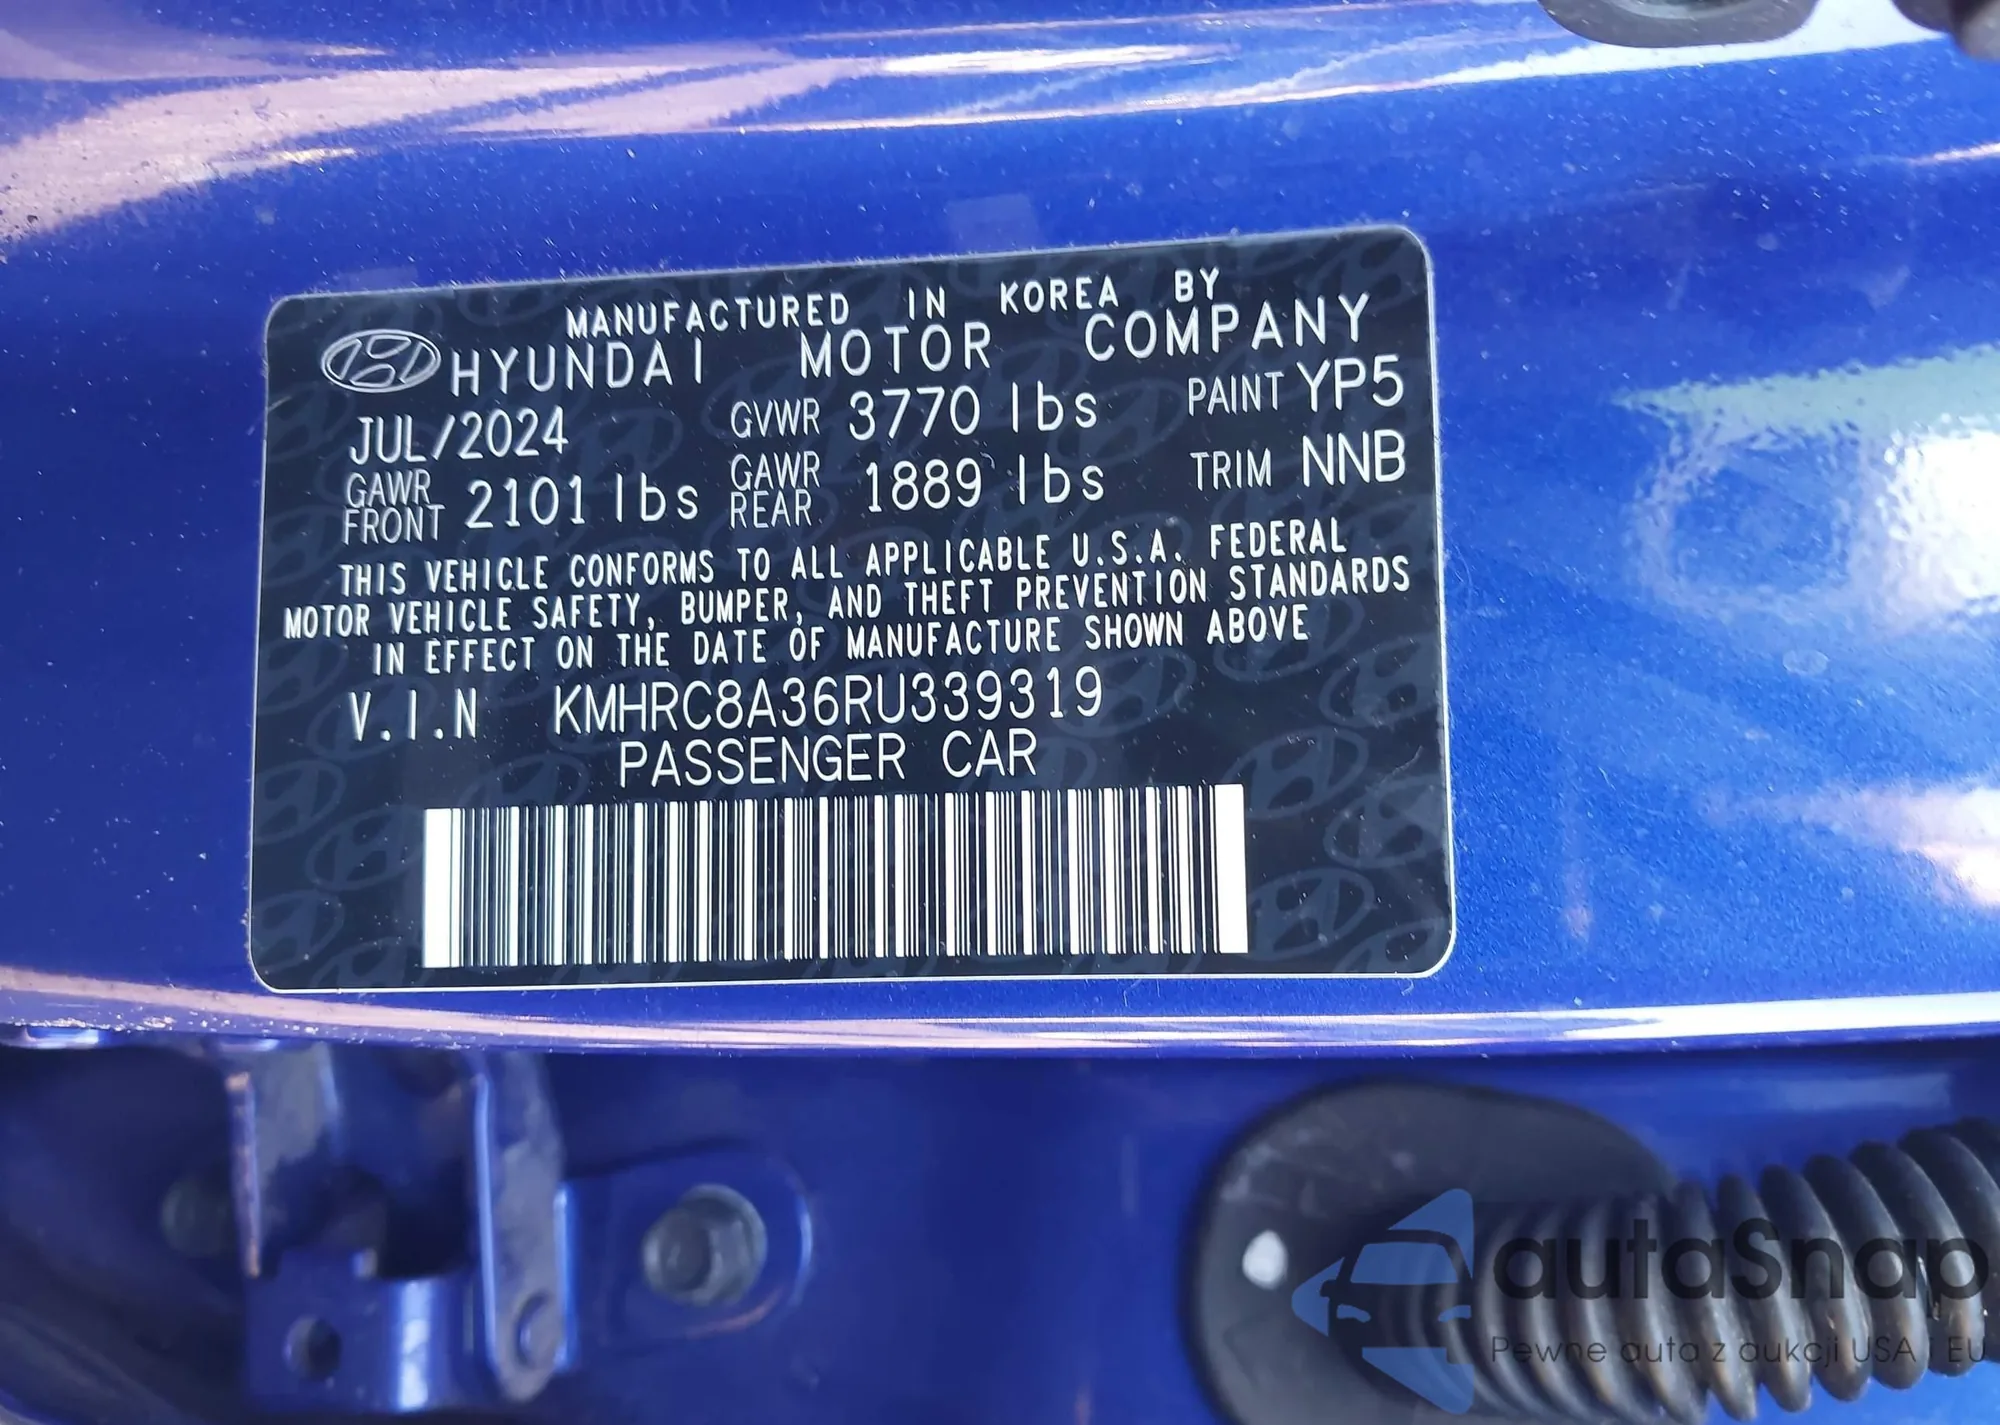 MANUFACTURED IN KOREA BY
HYUNDAI MOTOR COMPANY
JUL/2024 GVWR 3770 lbs PAINT YP5
GAWR FRONT 2101 lbs GAWR REAR 1889 lbs TRIM NNB
THIS VEHICLE CONFORMS TO ALL APPLICABLE U.S.A. FEDERAL
MOTOR VEHICLE SAFETY, BUMPER, AND THEFT PREVENTION STANDARDS
IN EFFECT ON THE DATE OF MANUFACTURE SHOWN ABOVE
V.I.N KMHRC8A36RU339319
PASSENGER CAR
autaSnap
Pewne auta z aukcji USA i EU